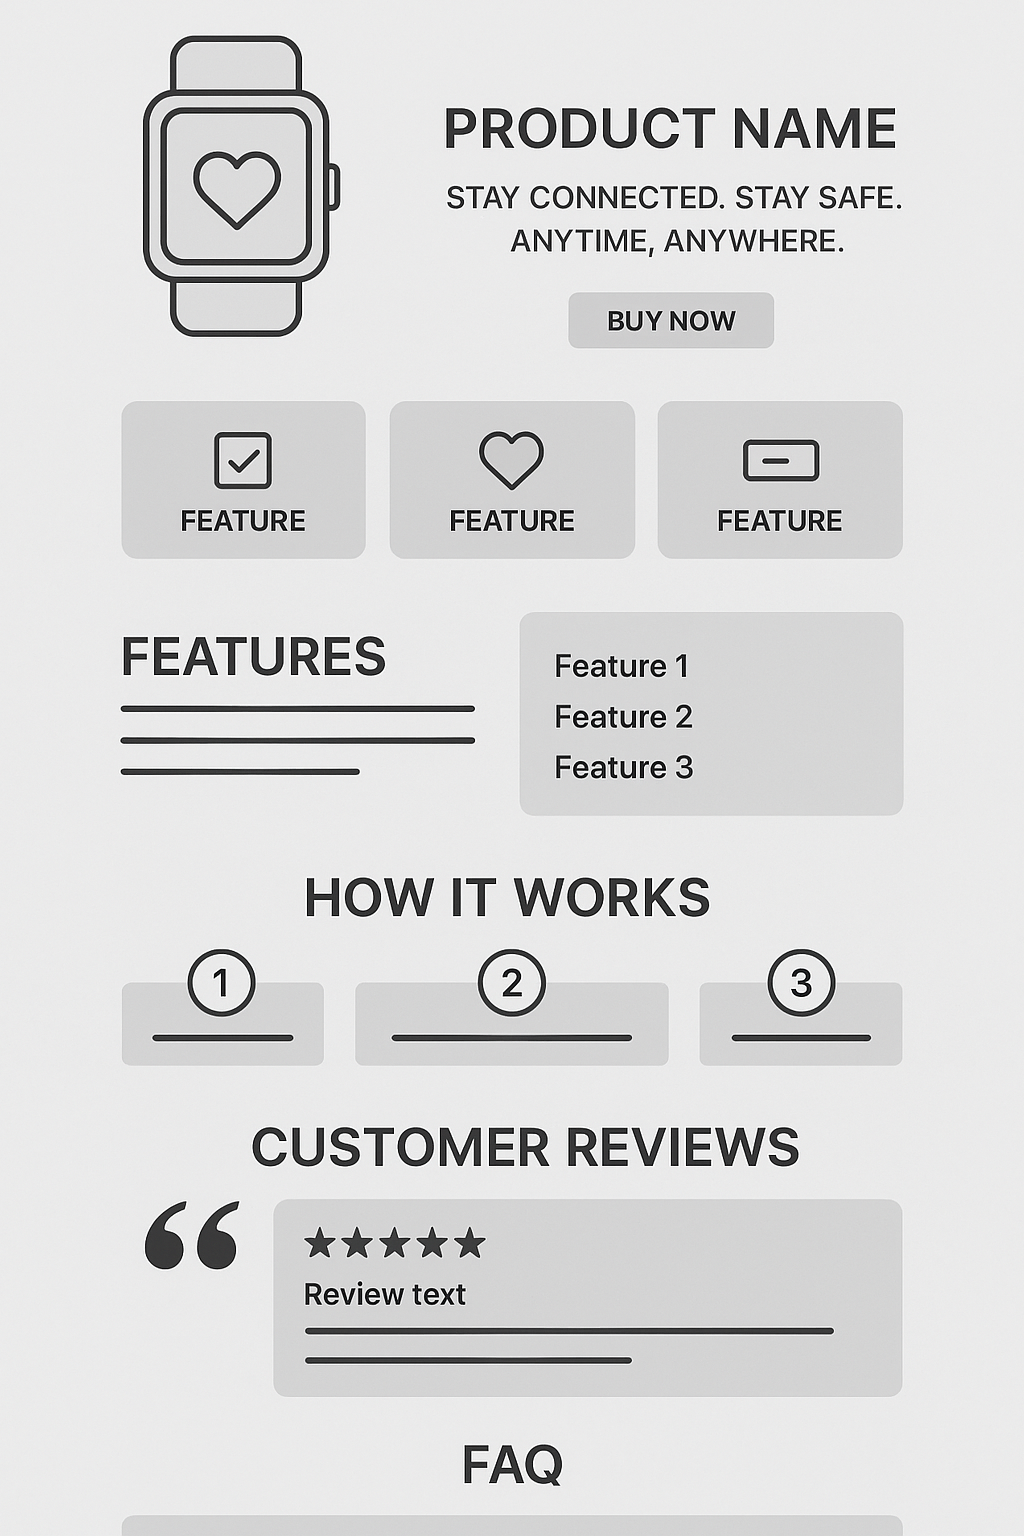 PRODUCT NAME
STAY CONNECTED. STAY SAFE.
ANYTIME, ANYWHERE.
BUY NOW
FEATURE
FEATURE
FEATURE
FEATURES
Feature 1
Feature 2
Feature 3
HOW IT WORKS
1
2
3
CUSTOMER REVIEWS
Review text
FAQ